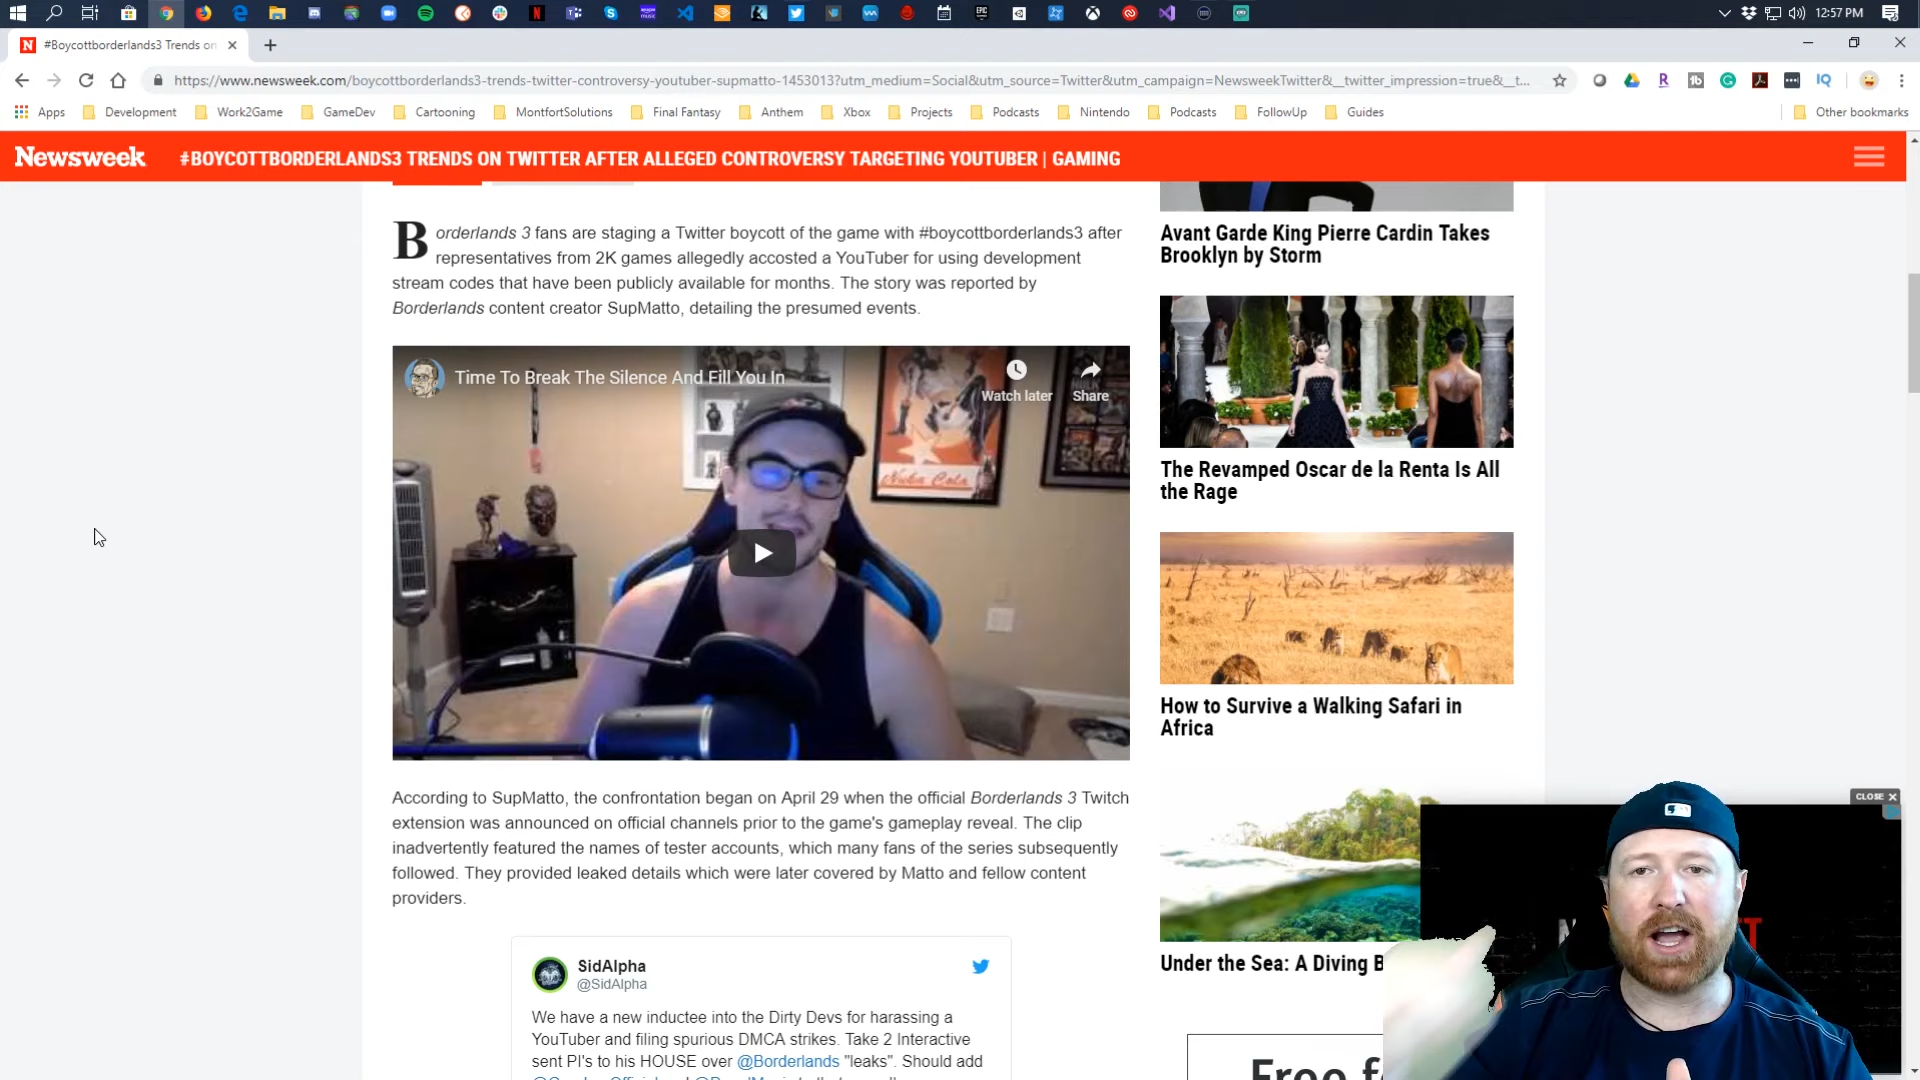 12:57 PM
#Boycottborderlands3 Trends on
https://www.newsweek.com/boycottborderlands3-trends-twitter-controversy-youtuber-supmatto-1453013?utm_medium=Social&utm_source=Twitter&utm_campaign=NewsweekTwitter&__twitter_impression=true&__t...
Apps Development Work2Game GameDev Cartooning MontfortSolutions Final Fantasy Anthem Xbox Projects Podcasts Nintendo Podcasts FollowUp Guides Other bookmarks
Newsweek #BOYCOTTBORDERLANDS3 TRENDS ON TWITTER AFTER ALLEGED CONTROVERSY TARGETING YOUTUBER | GAMING
Borderlands 3 fans are staging a Twitter boycott of the game with #boycottborderlands3 after
representatives from 2K games allegedly accosted a YouTuber for using development
stream codes that have been publicly available for months. The story was reported by
Borderlands content creator SupMatto, detailing the presumed events.
Time To Break The Silence And Fill You In
Watch later Share
Nuka Cola
According to SupMatto, the confrontation began on April 29 when the official Borderlands 3 Twitch
extension was announced on official channels prior to the game's gameplay reveal. The clip
inadvertently featured the names of tester accounts, which many fans of the series subsequently
followed. They provided leaked details which were later covered by Matto and fellow content
providers.
SidAlpha
@SidAlpha
We have a new inductee into the Dirty Devs for harassing a
YouTuber and filing spurious DMCA strikes. Take 2 Interactive
sent PI's to his HOUSE over @Borderlands "leaks". Should add
Avant Garde King Pierre Cardin Takes
Brooklyn by Storm
The Revamped Oscar de la Renta Is All
the Rage
How to Survive a Walking Safari in
Africa
Under the Sea: A Diving B
CLOSE X
Free f